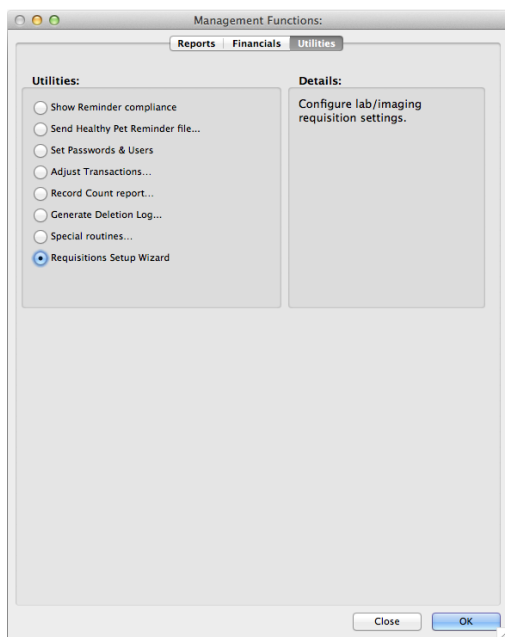 Management Functions:
Reports Financials Utilities
Utilities:
Show Reminder compliance
Send Healthy Pet Reminder file...
Set Passwords & Users
Adjust Transactions...
Record Count report...
Generate Deletion Log...
Special routines...
Requisitions Setup Wizard
Details:
Configure lab/imaging
requisition settings.
Close OK